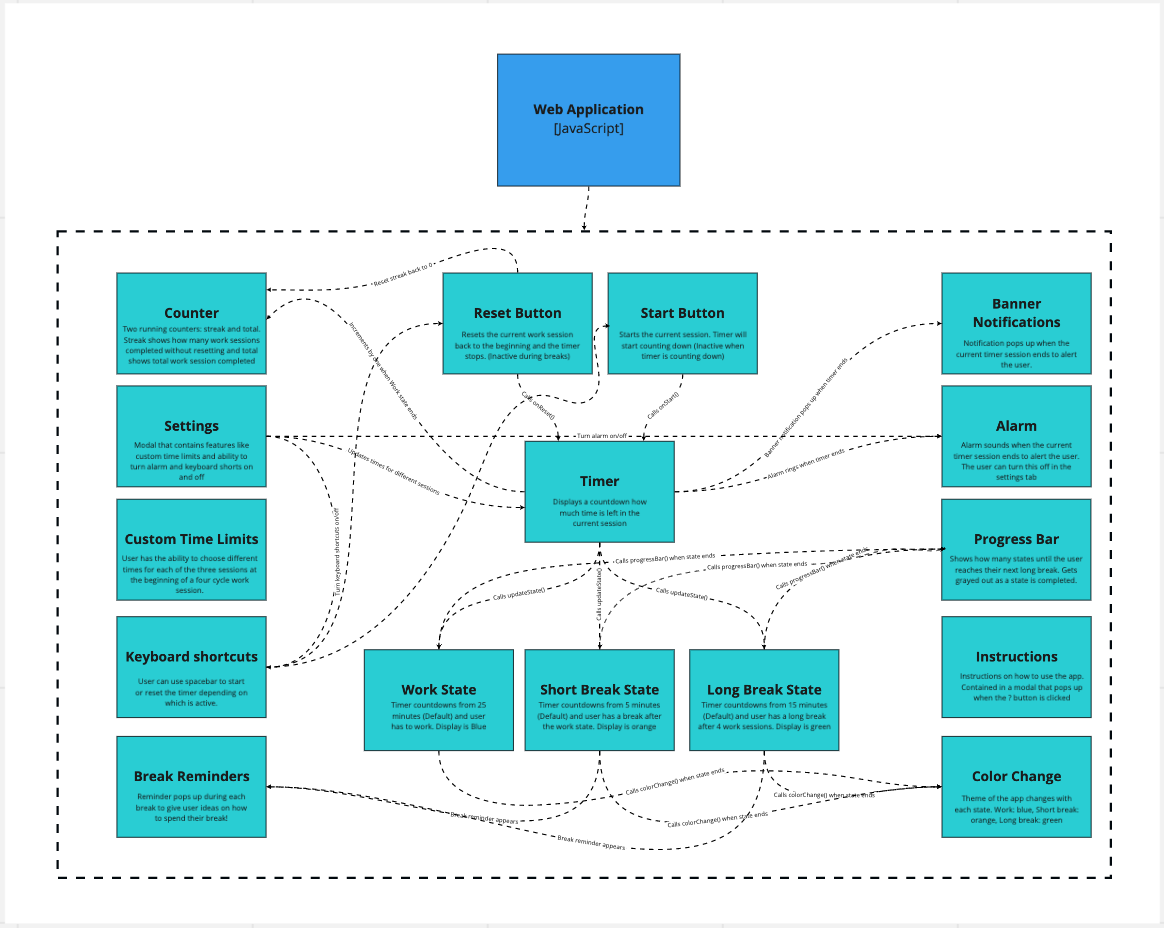 Web Application
[JavaScript]
Reset streak back to 0
Counter
Two running counters: streak and total.
Streak shows how many work sessions
completed without resetting and total
shows total work session completed
Reset Button
Resets the current work session
back to the beginning and the timer
stops. (Inactive during breaks)
Start Button
Starts the current session. Timer will
start counting down (Inactive when
timer is counting down)
Banner
Notifications
Notification pops up when the
current timer session ends to alert
the user.
Increments by one when Work state ends
Calls onReset()
Calls onStart()
Banner notification pops up when timer ends
Settings
Modal that contains features like
custom time limits and ability to
turn alarm and keyboard shorts on
and off
Turn alarm on/off
Updates times for different sessions
Alarm rings when timer ends
Alarm
Alarm sounds when the current
timer session ends to alert the user.
The user can turn this off in the
settings tab
Timer
Displays a countdown how
much time is left in the
current session
Custom Time Limits
User has the ability to choose different
times for each of the three sessions at
the beginning of a four cycle work
session.
Turn keyboard shortcuts on/off
Calls progressBar() when state ends
Calls progressBar() when state ends
Calls progressBar() when state ends
Calls updateState()
Calls updateState()
Calls updateState()
Progress Bar
Shows how many states until the user
reaches their next long break. Gets
grayed out as a state is completed.
Keyboard shortcuts
User can use spacebar to start
or reset the timer depending on
which is active.
Work State
Timer countdowns from 25
minutes (Default) and user
has to work. Display is Blue
Short Break State
Timer countdowns from 5 minutes
(Default) and user has a break after
the work state. Display is orange
Long Break State
Timer countdowns from 15 minutes
(Default) and user has a long break
after 4 work sessions. Display is green
Instructions
Instructions on how to use the app.
Contained in a modal that pops up
when the ? button is clicked
Break Reminders
Reminder pops up during each
break to give user ideas on how
to spend their break!
Calls colorChange() when state ends
Calls colorChange() when state ends
Calls colorChange() when state ends
Break reminder appears
Break reminder appears
Color Change
Theme of the app changes with
each state. Work: blue, Short break:
orange, Long break: green